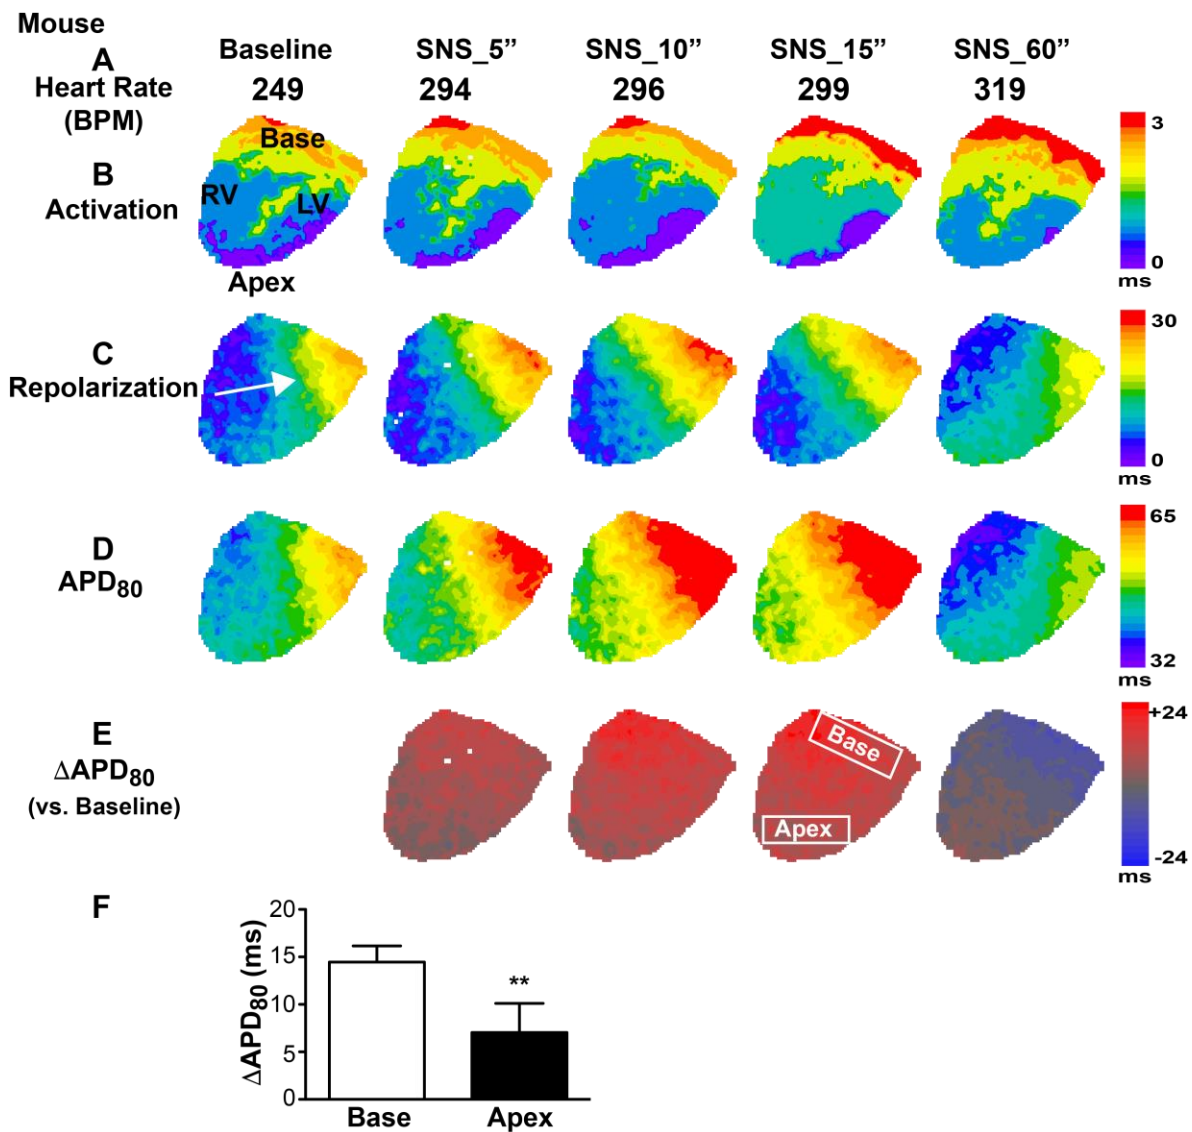 Mouse
A
Baseline SNS_5” SNS_10” SNS_15” SNS_60”
Heart Rate
(BPM)
249 294 296 299 319
B
Activation
Base
RV
LV
Apex
3
0
ms
C
Repolarization
30
0
ms
D
APD80
65
32
ms
E
ΔAPD80
(vs. Baseline)
Base
Apex
+24
-24
ms
F
ΔAPD80 (ms)
20
15
10
5
0
**
Base Apex